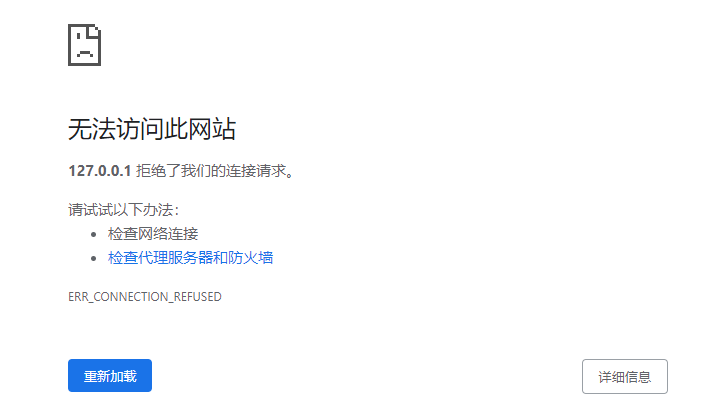 无法访问此网站
127.0.0.1 拒绝了我们的连接请求。
请试试以下办法：
检查网络连接
检查代理服务器和防火墙
ERR_CONNECTION_REFUSED
重新加载
详细信息